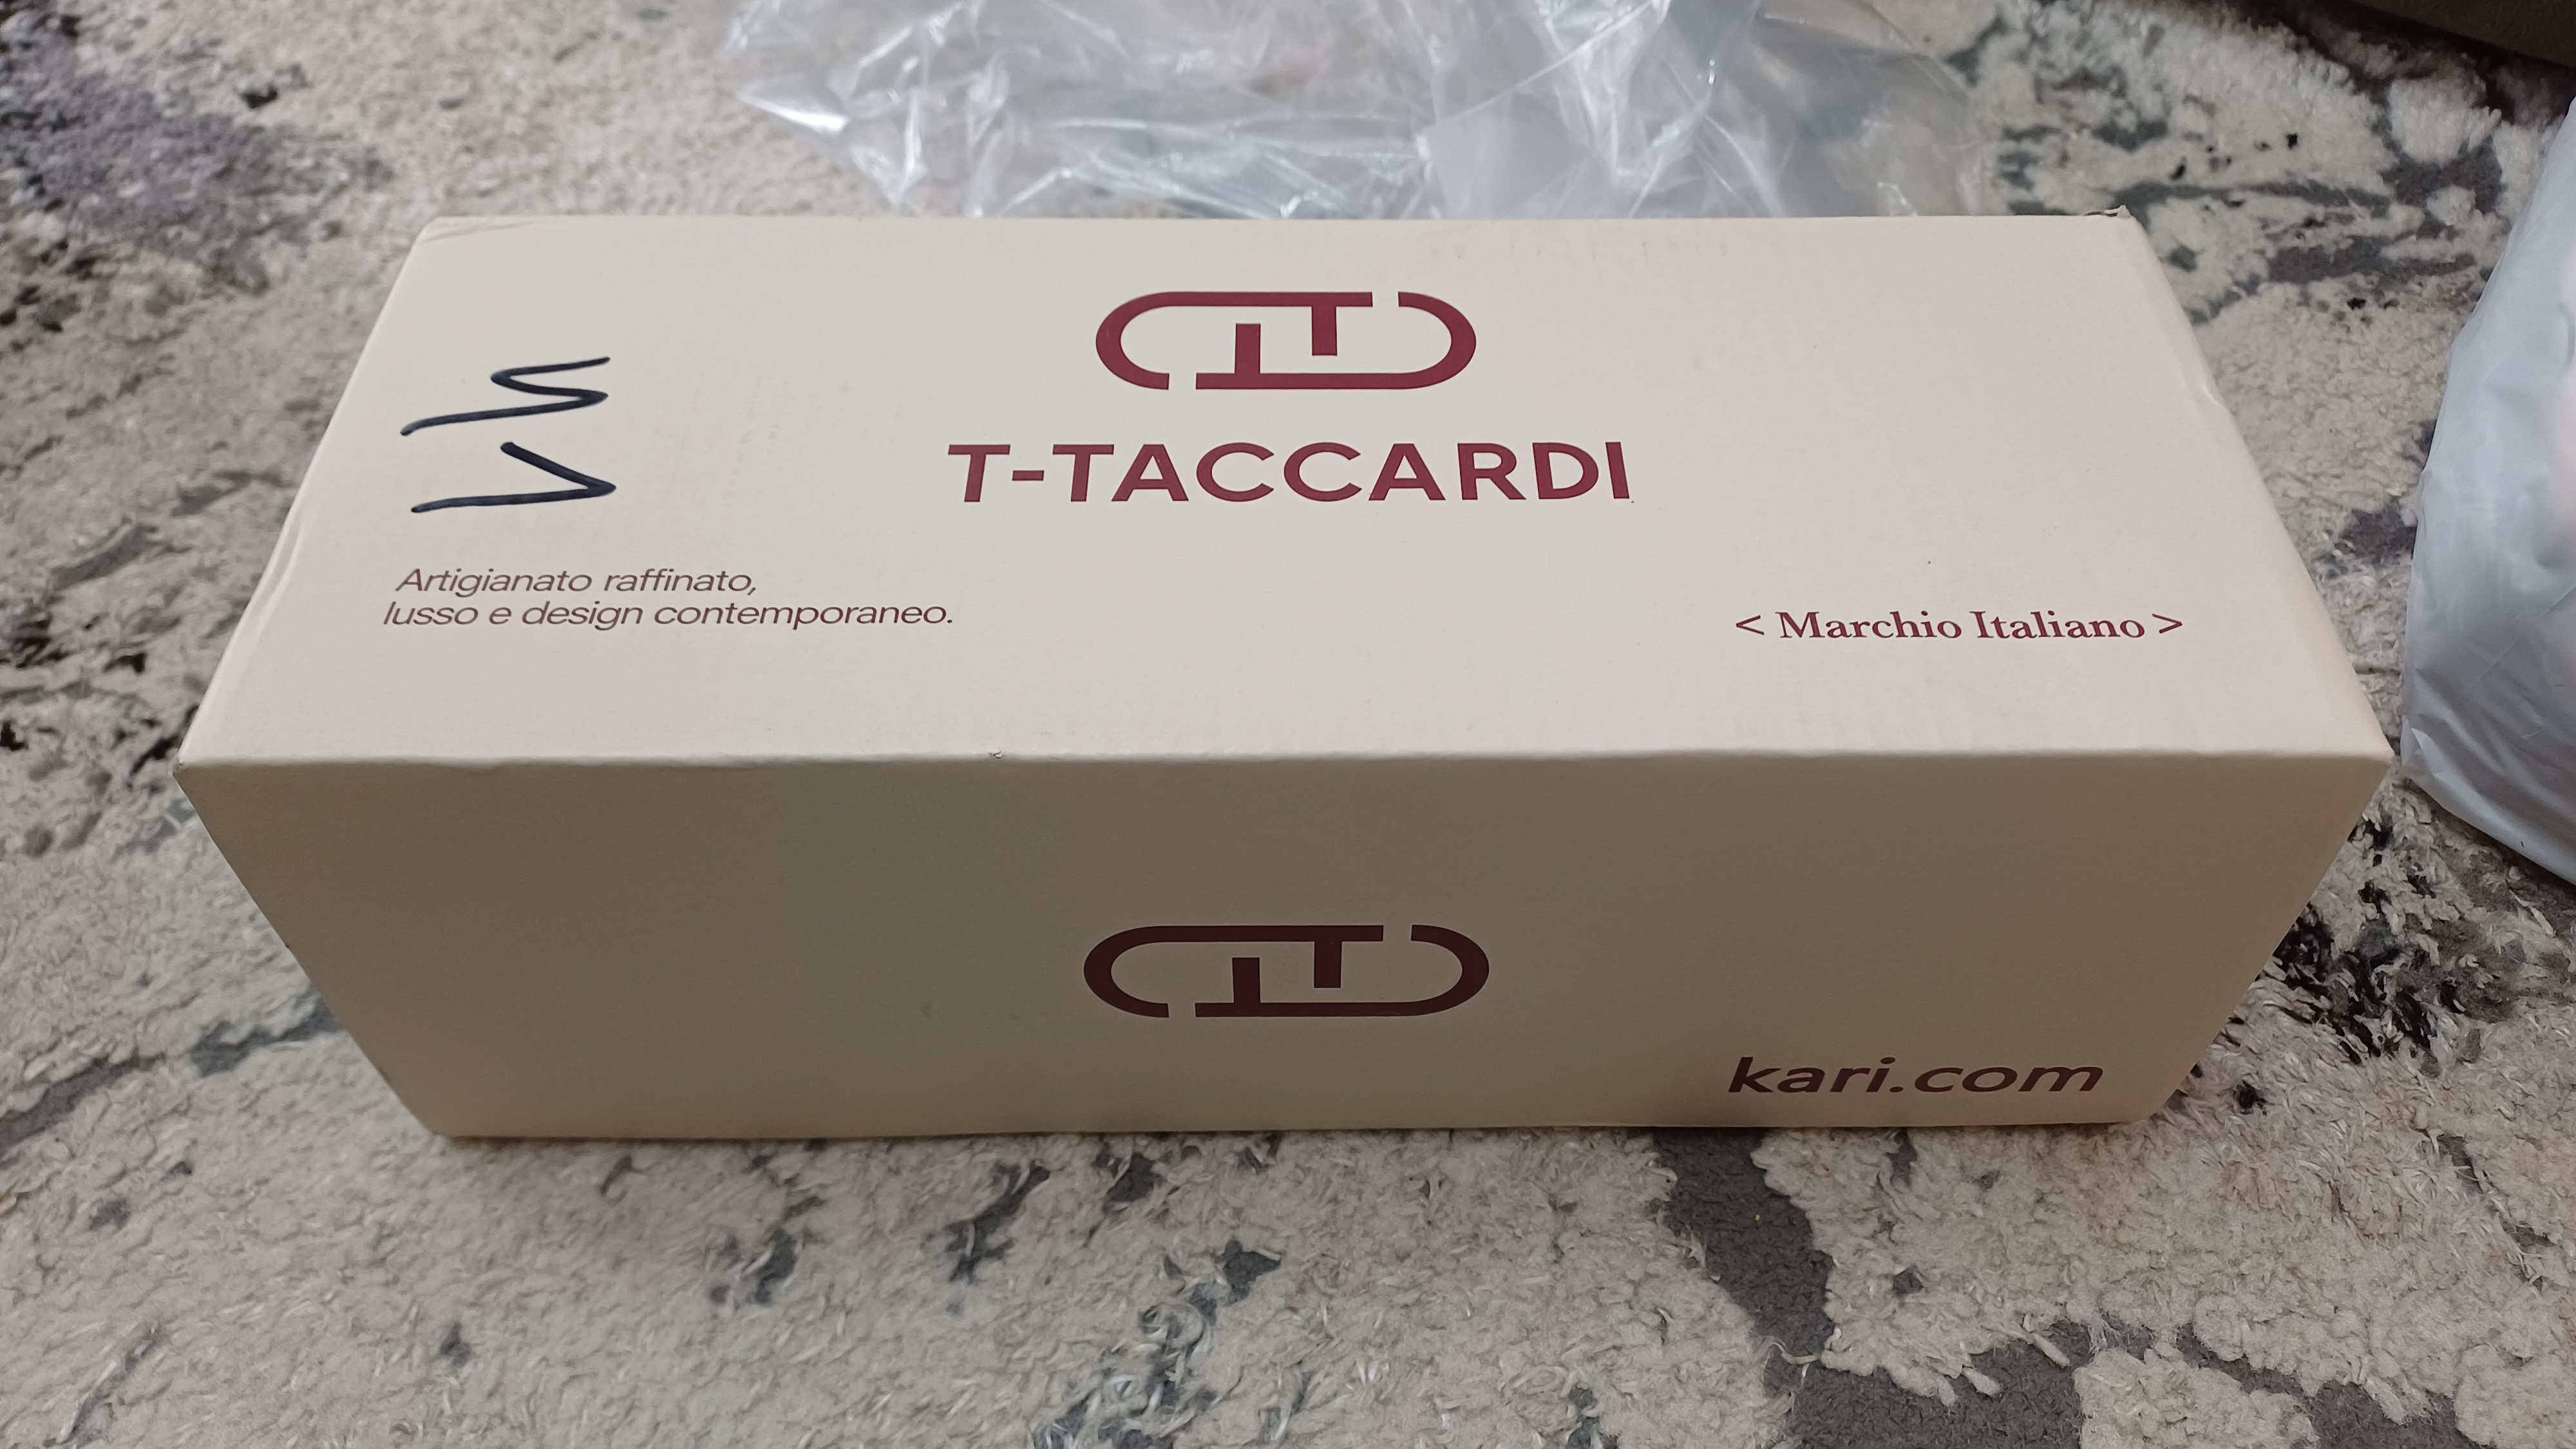 T-TACCARDI
Artigianato raffinato,
lusso e design contemporaneo.
< Marchio Italiano >
kari.com